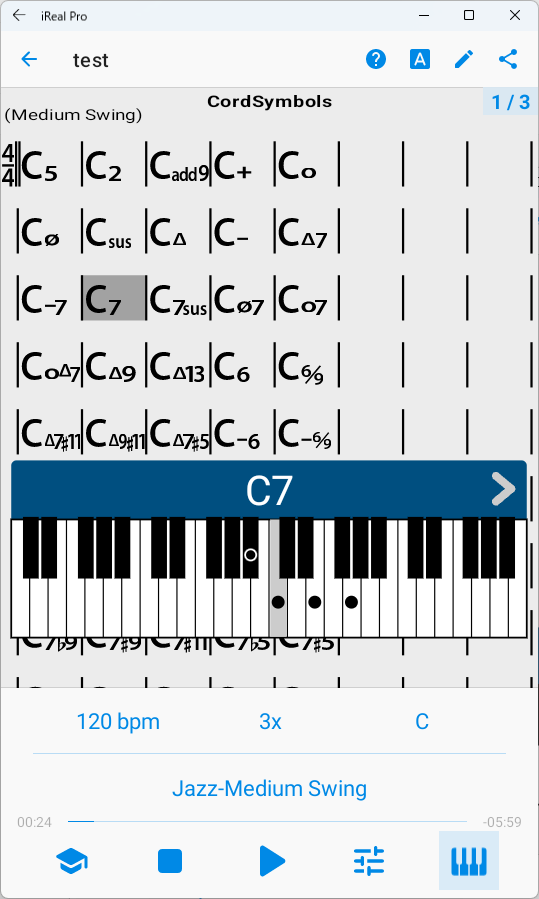 iReal Pro
test
A
CordSymbols
1 / 3
(Medium Swing)
4/4 C5 C2 Cadd9 C+ Co
Cø Csus CΔ C– CΔ7
C–7 C7 C7sus Cø7 Co7
CoΔ7 CΔ9 CΔ13 C6 C6/9
CΔ7♯11 CΔ9♯11 CΔ7♯5 C–6 C–6/9
C7
C7♭9 C7♯9 C7♯11 C7♭5 C7♯5
120 bpm 3x C
Jazz-Medium Swing
00:24 -05:59